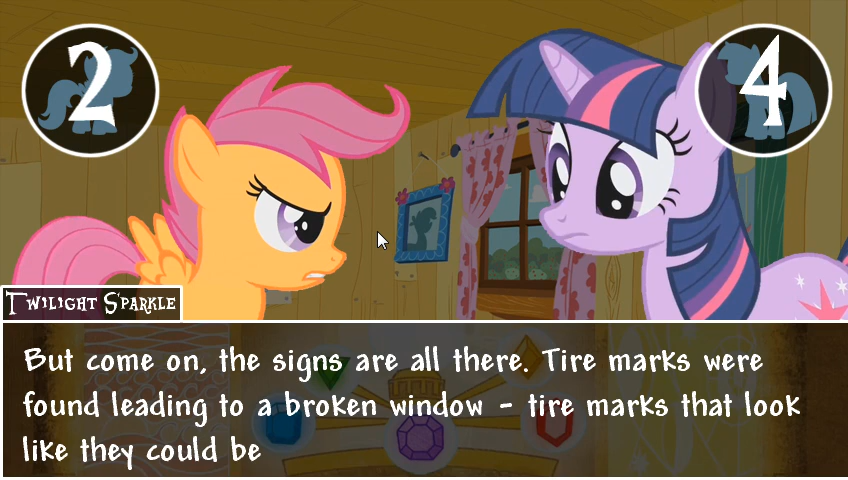 2
4
Twilight Sparkle
But come on, the signs are all there. Tire marks were
found leading to a broken window - tire marks that look
like they could be